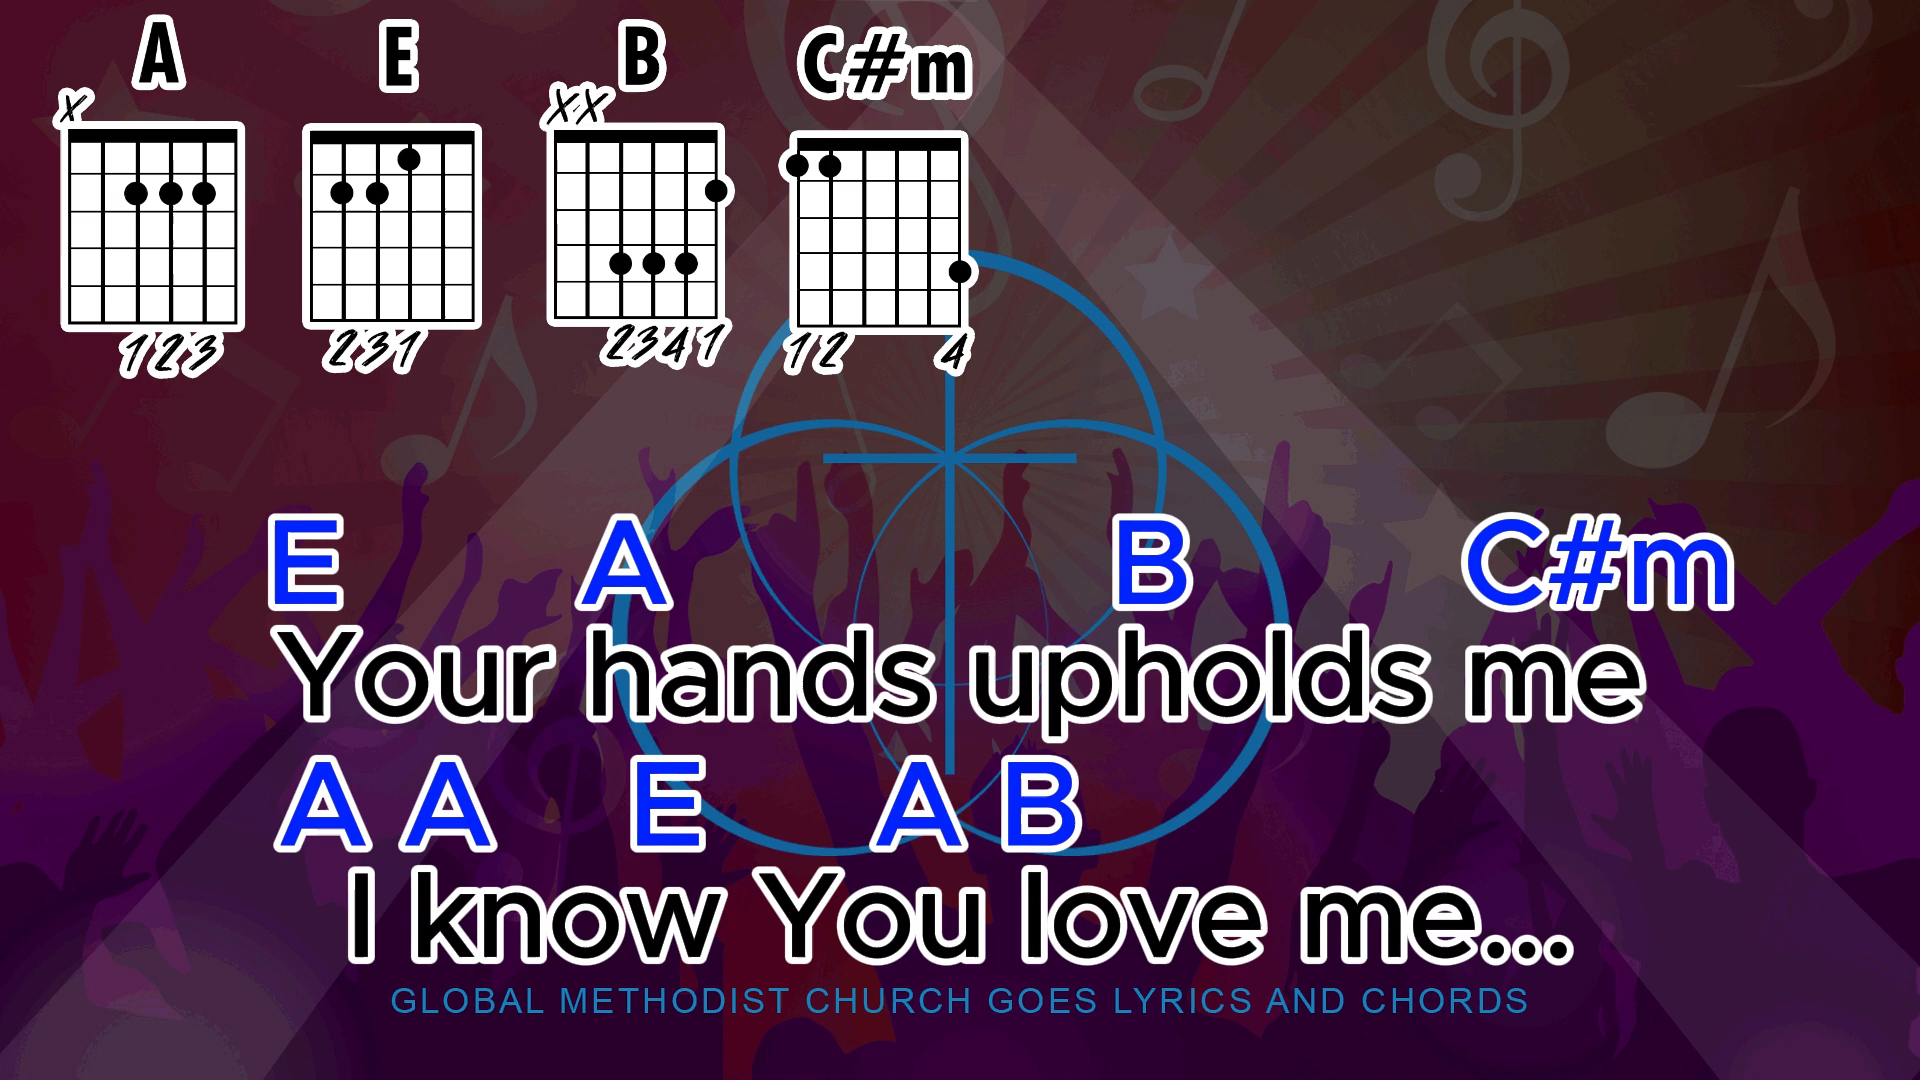 A E B C#m
X XX
123 231 2341 12 4
E A B C#m
Your hands upholds me
A A E A B
I know You love me...
GLOBAL METHODIST CHURCH GOES LYRICS AND CHORDS